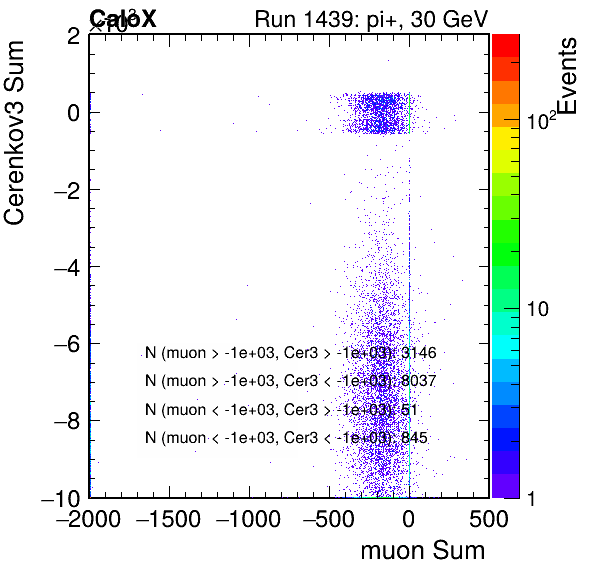 CaloX
×10³
Run 1439: pi+, 30 GeV
Cerenkov3 Sum
Events
2
0
−2
−4
−6
−8
−10
N (muon > -1e+03, Cer3 > -1e+03): 3146
N (muon > -1e+03, Cer3 < -1e+03): 8037
N (muon < -1e+03, Cer3 > -1e+03): 51
N (muon < -1e+03, Cer3 < -1e+03): 845
10²
10
1
−2000 −1500 −1000 −500 0 500
muon Sum